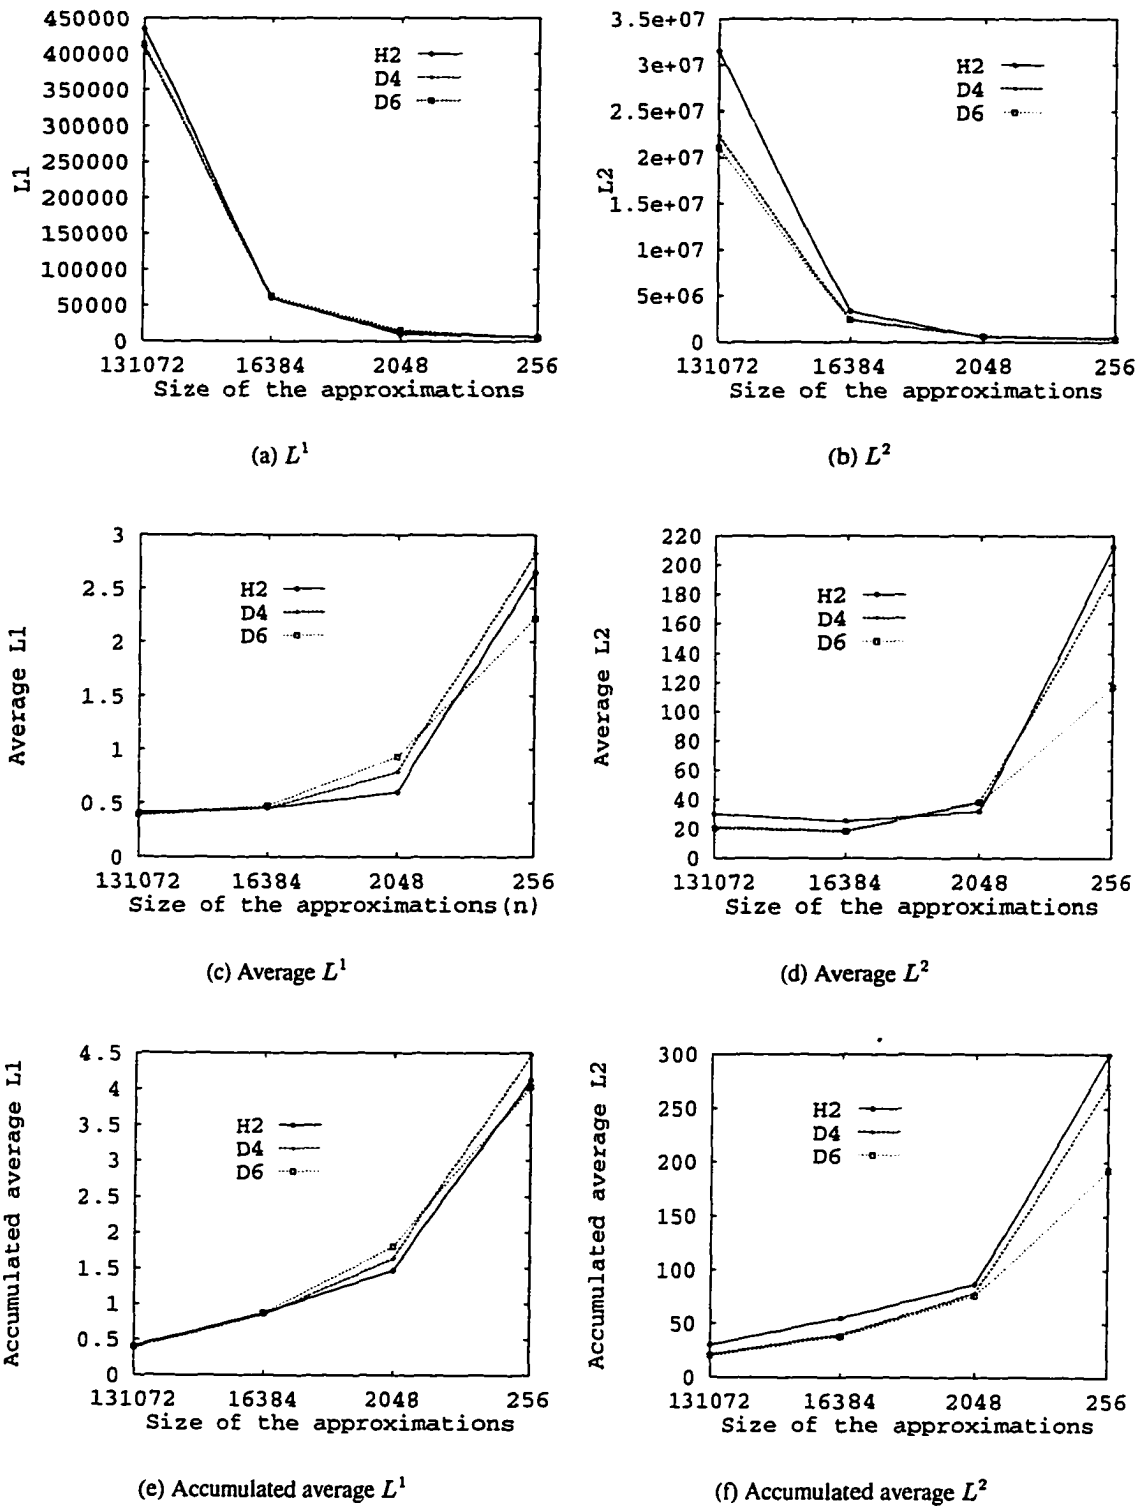 450000
400000
350000
300000
250000
200000
150000
100000
50000
0
L1
H2
D4
D6
131072 16384 2048 256
Size of the approximations
(a) L¹
3.5e+07
3e+07
2.5e+07
2e+07
1.5e+07
1e+07
5e+06
0
L2
H2
D4
D6
131072 16384 2048 256
Size of the approximations
(b) L²
3
2.5
2
1.5
1
0.5
0
Average L1
H2
D4
D6
131072 16384 2048 256
Size of the approximations(n)
(c) Average L¹
220
200
180
160
140
120
100
80
60
40
20
0
Average L2
H2
D4
D6
131072 16384 2048 256
Size of the approximations
(d) Average L²
4.5
4
3.5
3
2.5
2
1.5
1
0.5
0
Accumulated average L1
H2
D4
D6
131072 16384 2048 256
Size of the approximations
(e) Accumulated average L¹
300
250
200
150
100
50
0
Accumulated average L2
H2
D4
D6
131072 16384 2048 256
Size of the approximations
(f) Accumulated average L²